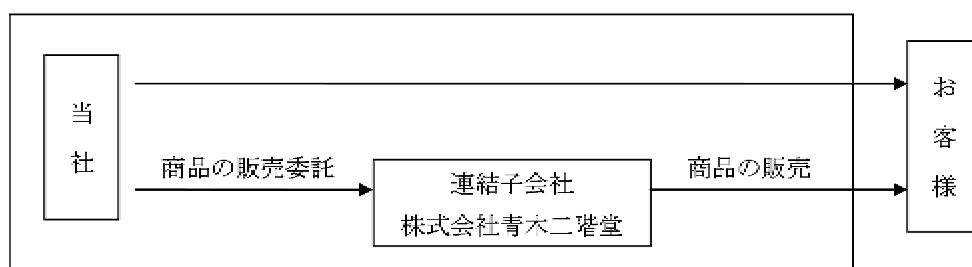 当社
お客様
商品の販売委託
商品の販売
連結子会社
株式会社青木二階堂